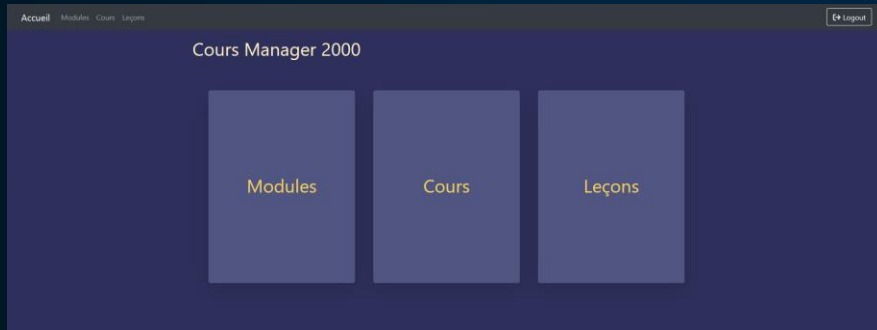 Accueil Modules Cours Leçons Logout
Cours Manager 2000
Modules Cours Leçons